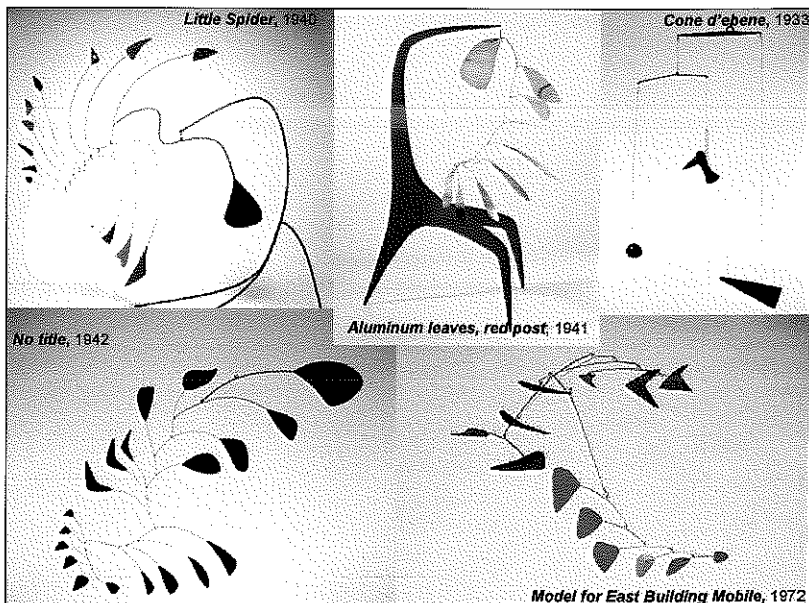 Little Spider, 1940
Cone d'ebene, 1933
Aluminum leaves, red post, 1941
No title, 1942
Model for East Building Mobile, 1972